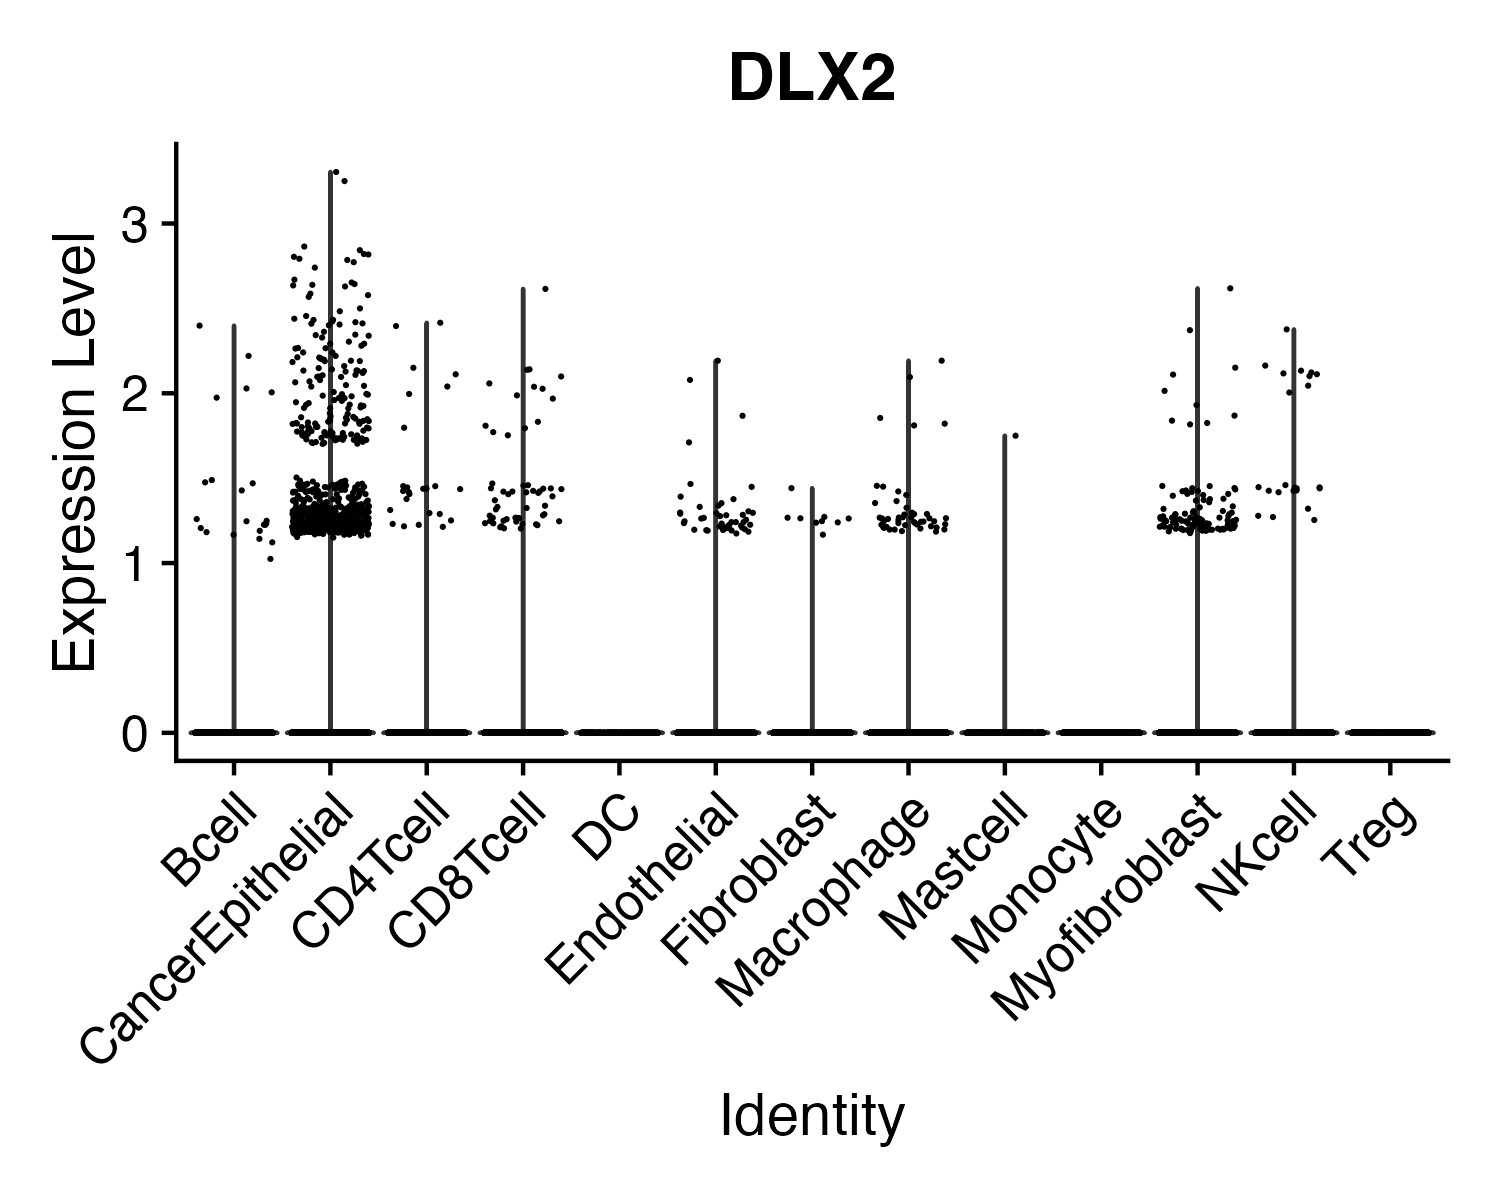 DLX2
Expression Level
3
2
1
0
Bcell
CancerEpithelial
CD4Tcell
CD8Tcell
DC
Endothelial
Fibroblast
Macrophage
Mastcell
Monocyte
Myofibroblast
NKcell
Treg
Identity